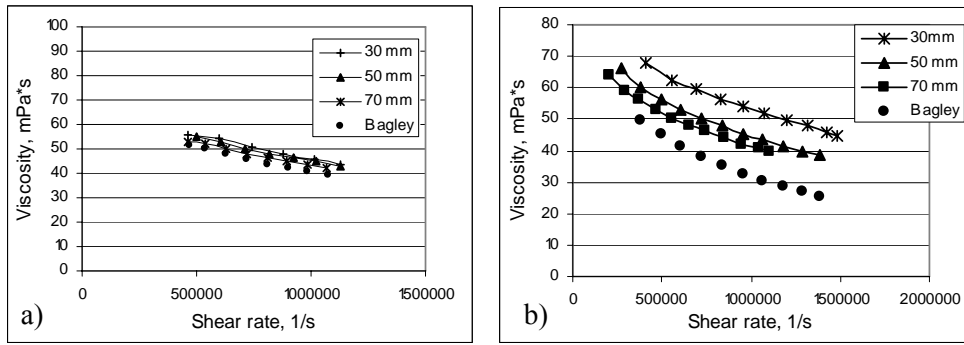 100
90
80
70
60
50
40
30
20
10
0
Viscosity, mPa*s
30 mm
50 mm
70 mm
Bagley
0 500000 1000000 1500000
Shear rate, 1/s
a)
80
70
60
50
40
30
20
10
0
Viscosity, mPa*s
30 mm
50 mm
70 mm
Bagley
0 500000 1000000 1500000 2000000
Shear rate, 1/s
b)